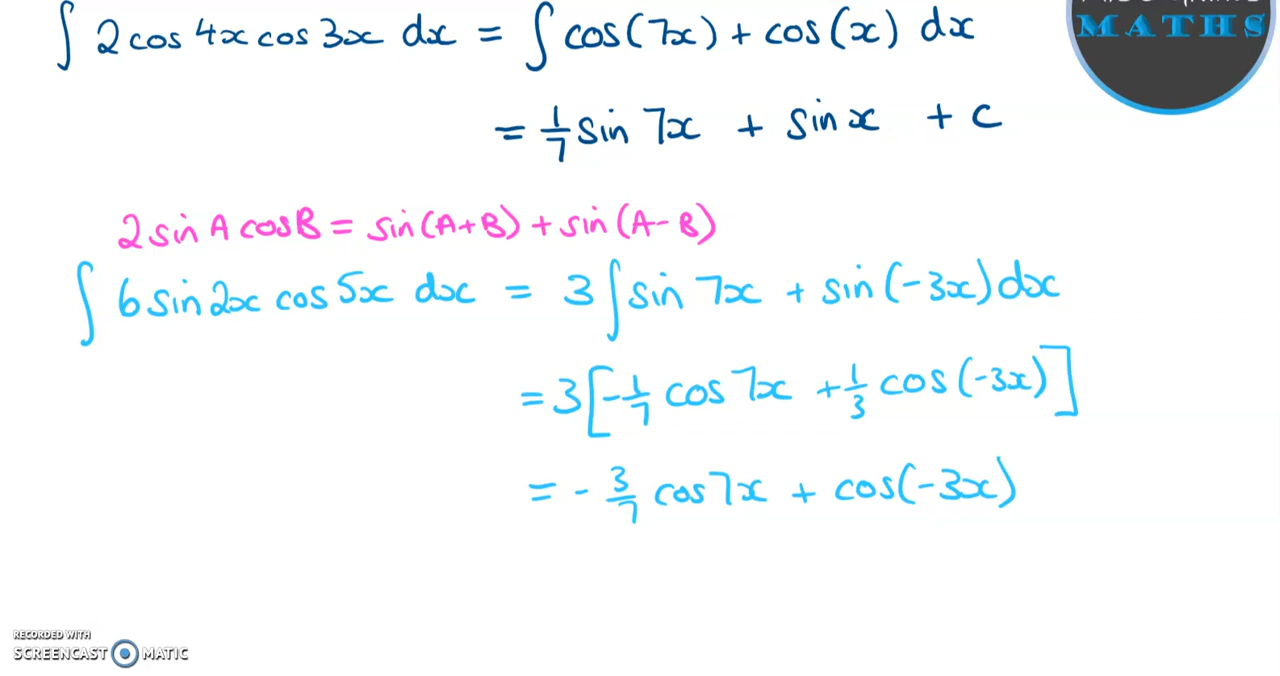 ∫ 2 cos 4x cos 3x dx = ∫ cos(7x) + cos(x) dx
MATHS
= 1/7 sin 7x + sin x + c
2 sin A cos B = sin(A+B) + sin(A-B)
∫ 6 sin 2x cos 5x dx = 3 ∫ sin 7x + sin(-3x) dx
= 3 [ -1/7 cos 7x + 1/3 cos(-3x) ]
= - 3/7 cos 7x + cos(-3x)
RECORDED WITH
SCREENCAST MATIC